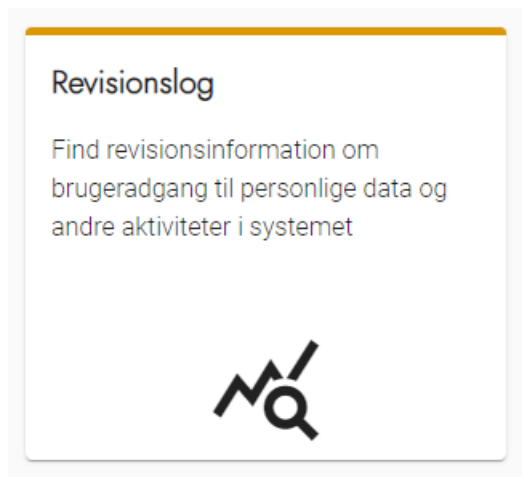 Revisionslog
Find revisionsinformation om
brugeradgang til personlige data og
andre aktiviteter i systemet